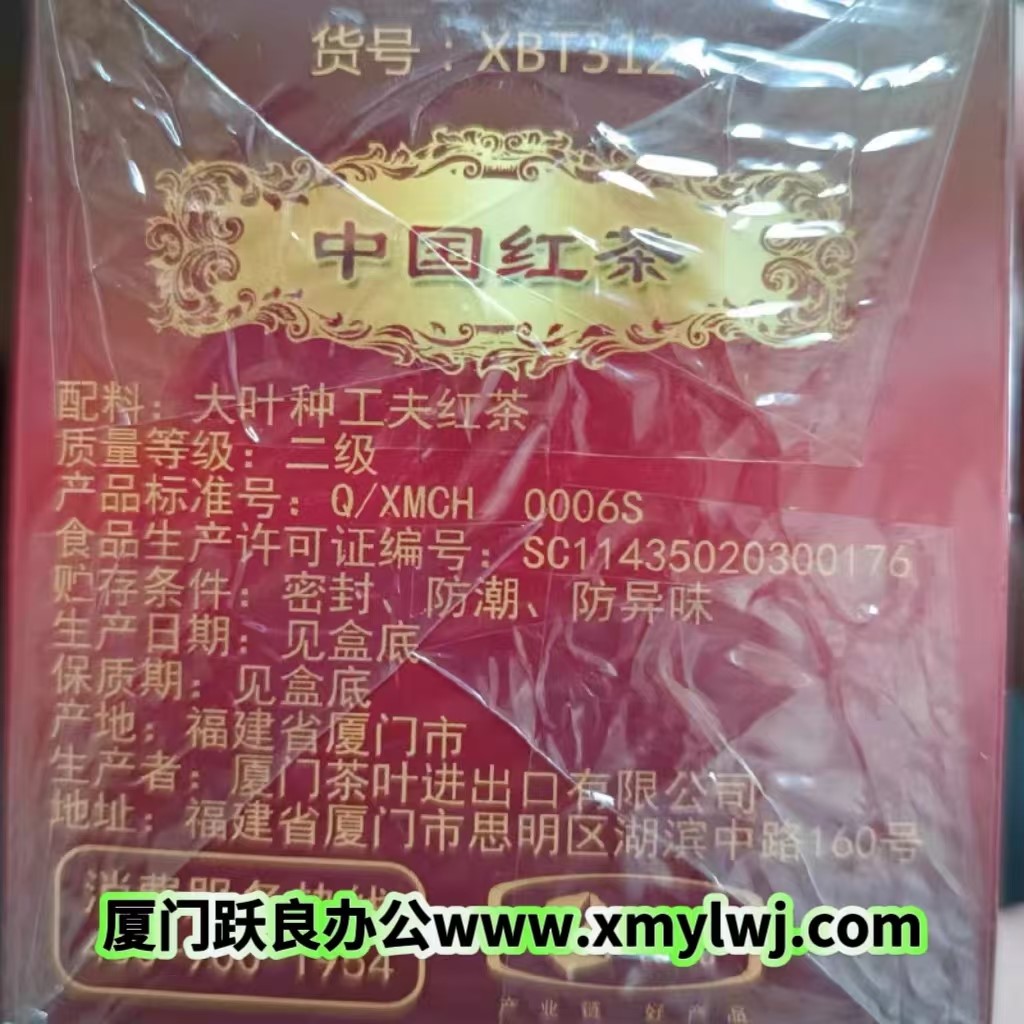 货号：XBT312
中国红茶
配料：大叶种工夫红茶
质量等级：二级
产品标准号：Q/XMCH 0006S
食品生产许可证编号：SC11435020300176
贮存条件：密封、防潮、防异味
生产日期：见盒底
保质期：见盒底
产地：福建省厦门市
生产者：厦门茶叶进出口有限公司
地址：福建省厦门市思明区湖滨中路160号
厦门跃良办公www.xmylwj.com
产业链 好产品